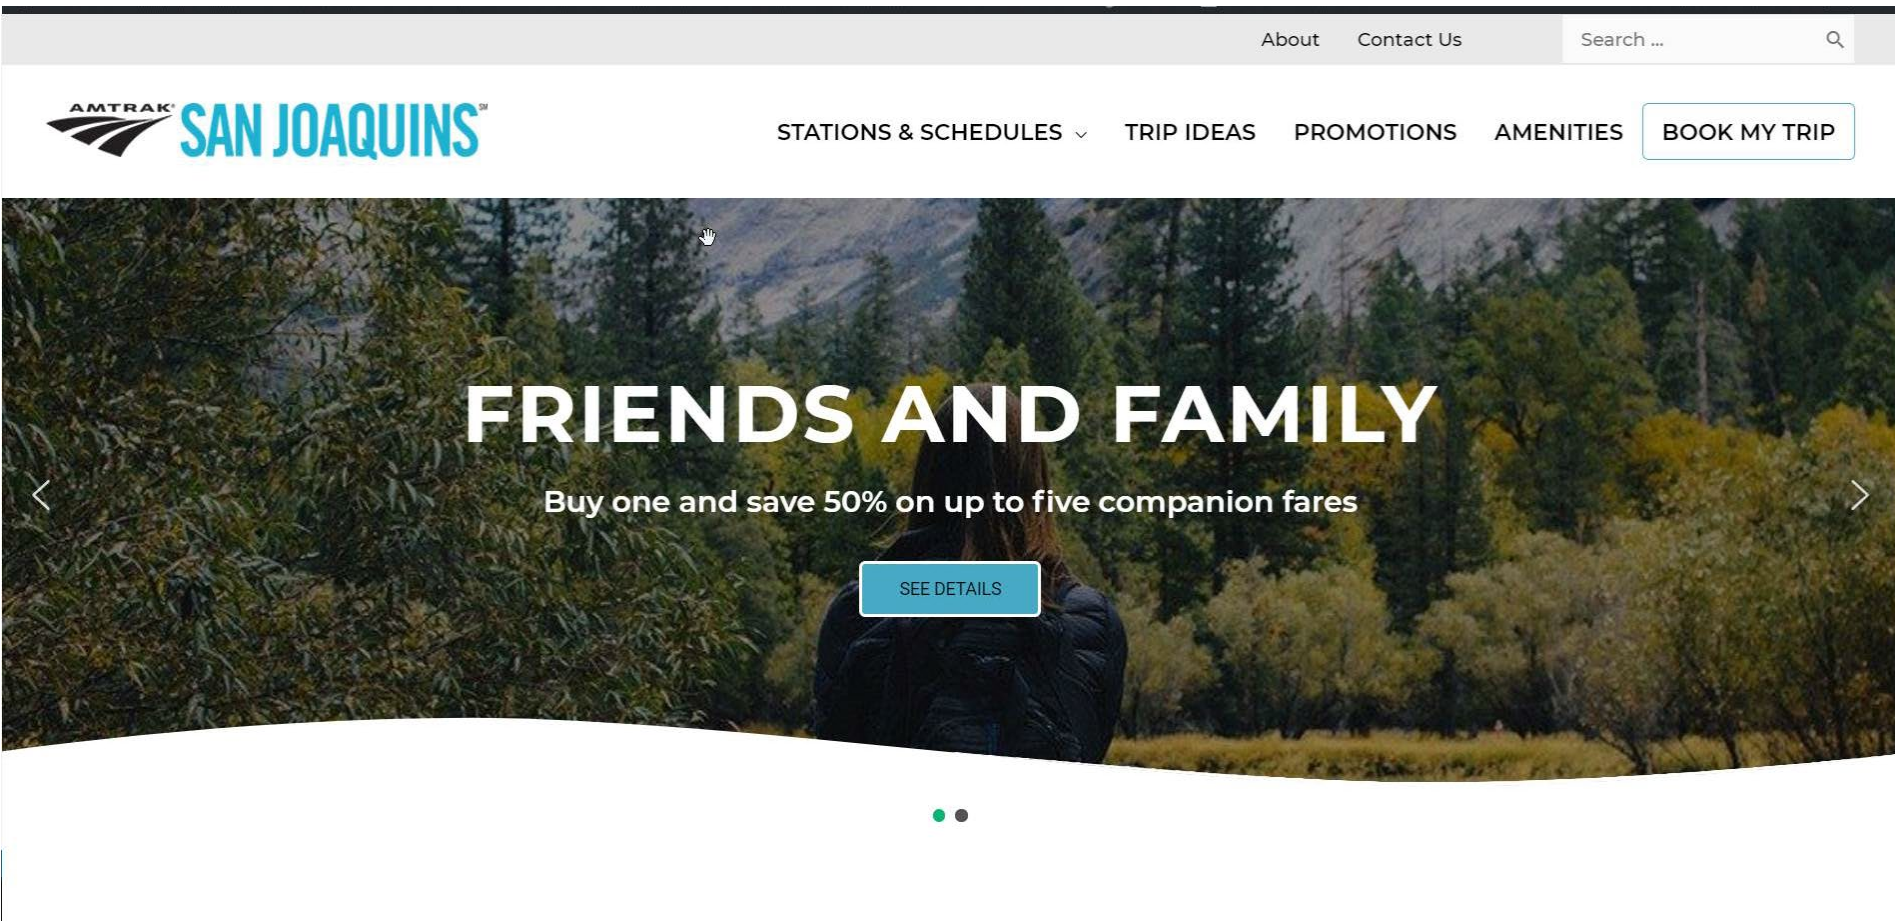 About Contact Us Search ...
AMTRAK® SAN JOAQUINS℠
STATIONS & SCHEDULES TRIP IDEAS PROMOTIONS AMENITIES BOOK MY TRIP
FRIENDS AND FAMILY
Buy one and save 50% on up to five companion fares
SEE DETAILS